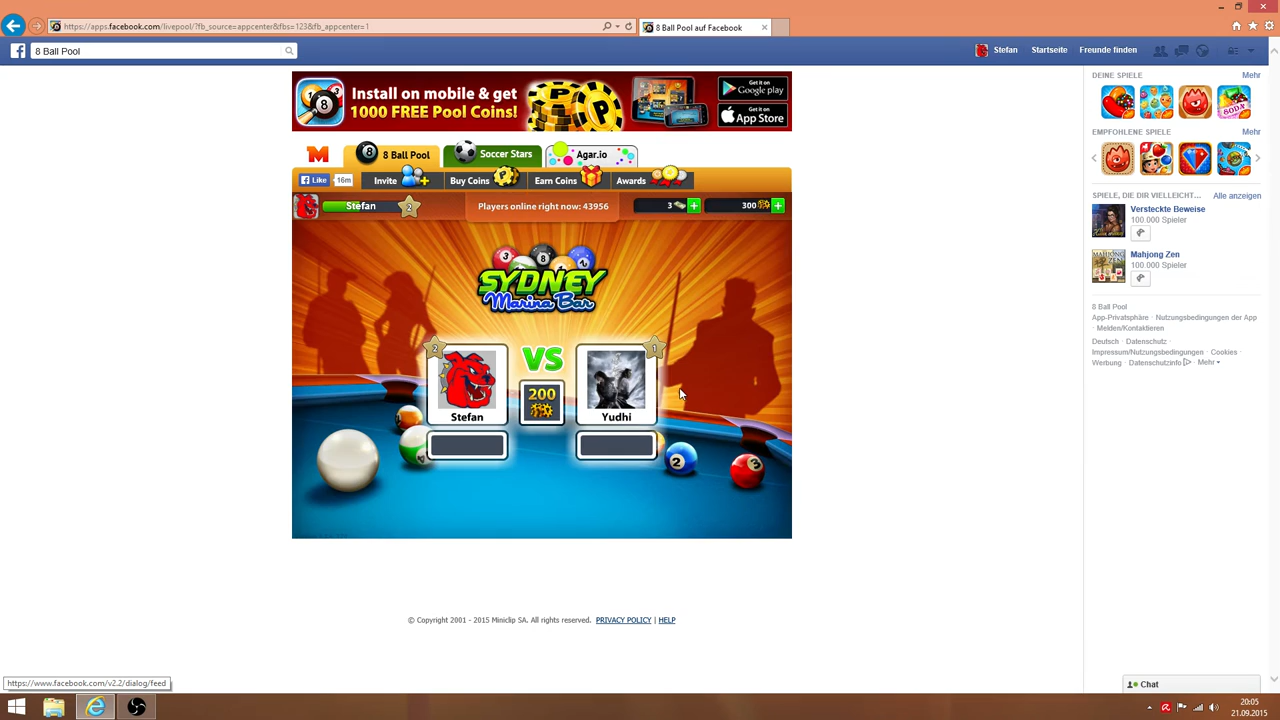 https://apps.facebook.com/livepool/?fb_source=appcenter&fbs=123&fb_appcenter=1
8 Ball Pool auf Facebook
8 Ball Pool
Stefan
Startseite
Freunde finden
Install on mobile & get
1000 FREE Pool Coins!
Get it on
Google play
Get it on
App Store
8 Ball Pool
Soccer Stars
Agar.io
Like
16m
Invite
Buy Coins
Earn Coins
Awards
Stefan
2
Players online right now: 43956
3
300
SYDNEY
Marina Bar
2
1
VS
200
Stefan
Yudhi
© Copyright 2001 - 2015 Miniclip SA. All rights reserved. PRIVACY POLICY | HELP
DEINE SPIELE
Mehr
SODA
EMPFOHLENE SPIELE
Mehr
SPIELE, DIE DIR VIELLEICHT…
Alle anzeigen
Versteckte Beweise
100.000 Spieler
Mahjong Zen
100.000 Spieler
8 Ball Pool
App-Privatsphäre · Nutzungsbedingungen der App
· Melden/Kontaktieren
Deutsch · Datenschutz ·
Impressum/Nutzungsbedingungen · Cookies ·
Werbung · Datenschutzinfo · Mehr
https://www.facebook.com/v2.2/dialog/feed
Chat
20:05
21.09.2015